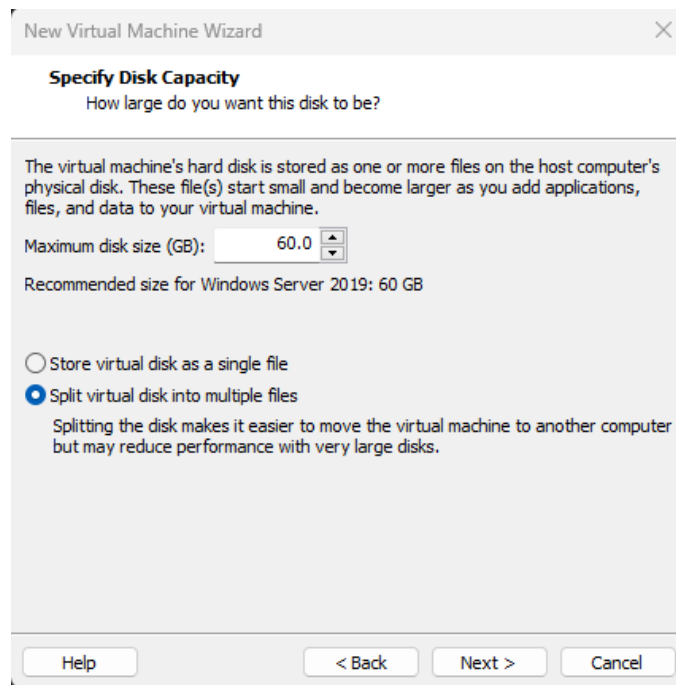 New Virtual Machine Wizard
Specify Disk Capacity
How large do you want this disk to be?
The virtual machine's hard disk is stored as one or more files on the host computer's
physical disk. These file(s) start small and become larger as you add applications,
files, and data to your virtual machine.
Maximum disk size (GB): 60.0
Recommended size for Windows Server 2019: 60 GB
Store virtual disk as a single file
Split virtual disk into multiple files
Splitting the disk makes it easier to move the virtual machine to another computer
but may reduce performance with very large disks.
Help < Back Next > Cancel